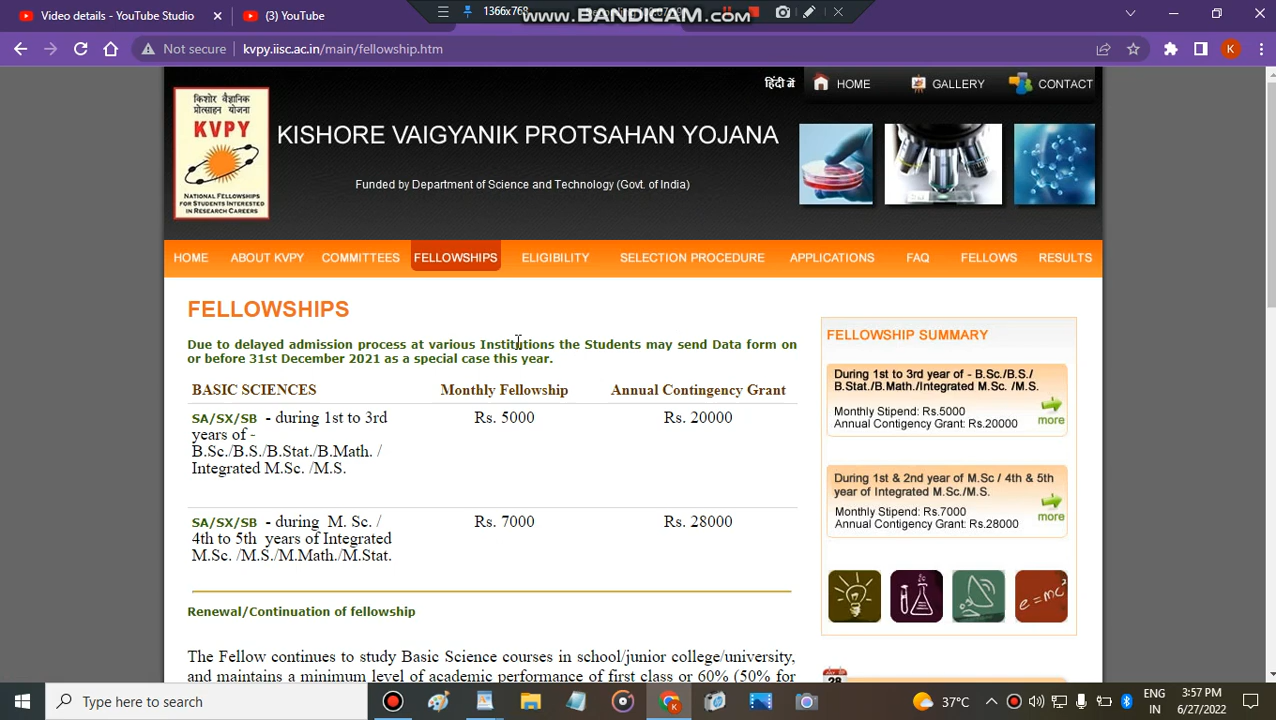 Video details - YouTube Studio
(3) YouTube
1366x768
www.BANDICAM.com
Not secure
kvpy.iisc.ac.in/main/fellowship.htm
K
हिंदी में
HOME
GALLERY
CONTACT
किशोर वैज्ञानिक
प्रोत्साहन योजना
KVPY
NATIONAL FELLOWSHIPS
FOR STUDENTS INTERESTED
IN RESEARCH CAREERS
KISHORE VAIGYANIK PROTSAHAN YOJANA
Funded by Department of Science and Technology (Govt. of India)
HOME ABOUT KVPY COMMITTEES FELLOWSHIPS ELIGIBILITY SELECTION PROCEDURE APPLICATIONS FAQ FELLOWS RESULTS
FELLOWSHIPS
Due to delayed admission process at various Institutions the Students may send Data form on
or before 31st December 2021 as a special case this year.
BASIC SCIENCES Monthly Fellowship Annual Contingency Grant
SA/SX/SB - during 1st to 3rd Rs. 5000 Rs. 20000
years of -
B.Sc./B.S./B.Stat./B.Math. /
Integrated M.Sc. /M.S.
SA/SX/SB - during M. Sc. / Rs. 7000 Rs. 28000
4th to 5th years of Integrated
M.Sc. /M.S./M.Math./M.Stat.
Renewal/Continuation of fellowship
The Fellow continues to study Basic Science courses in school/junior college/university,
and maintains a minimum level of academic performance of first class or 60% (50% for
FELLOWSHIP SUMMARY
During 1st to 3rd year of - B.Sc./B.S./
B.Stat./B.Math./Integrated M.Sc. /M.S.
Monthly Stipend: Rs.5000
Annual Contigency Grant: Rs.20000
more
During 1st & 2nd year of M.Sc / 4th & 5th
year of Integrated M.Sc./M.S.
Monthly Stipend: Rs.7000
Annual Contigency Grant: Rs.28000
more
e=mc²
28
Type here to search
K
37°C
ENG
IN
3:57 PM
6/27/2022